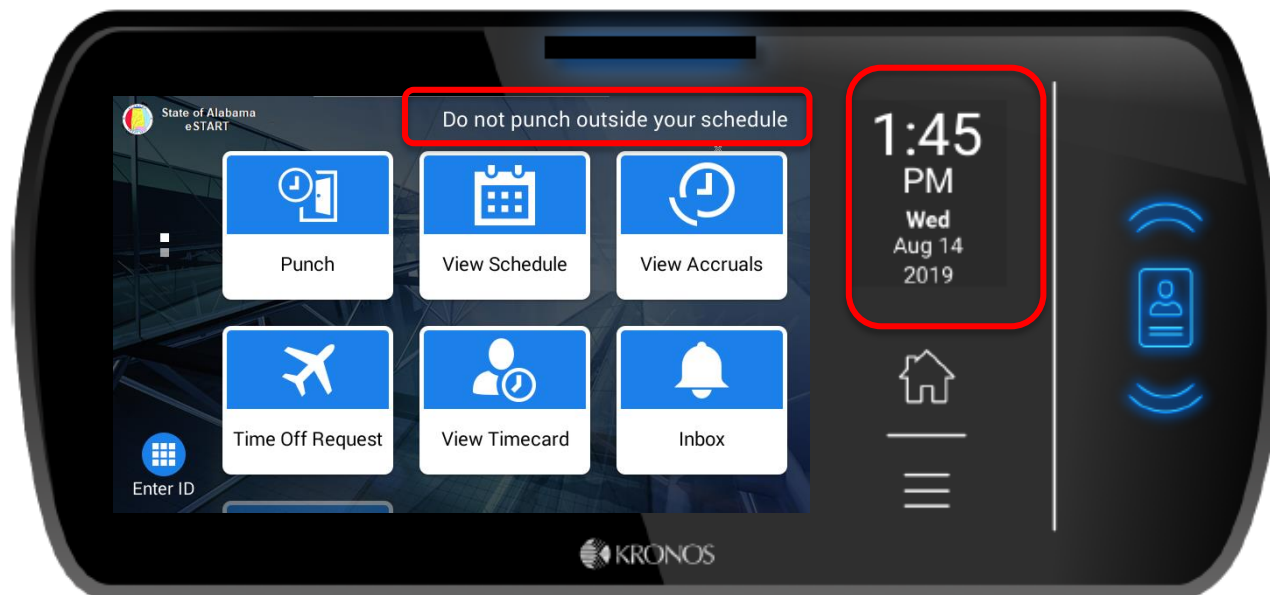 State of Alabama
eSTART
Do not punch outside your schedule
Punch
View Schedule
View Accruals
Time Off Request
View Timecard
Inbox
Enter ID
1:45
PM
Wed
Aug 14
2019
KRONOS